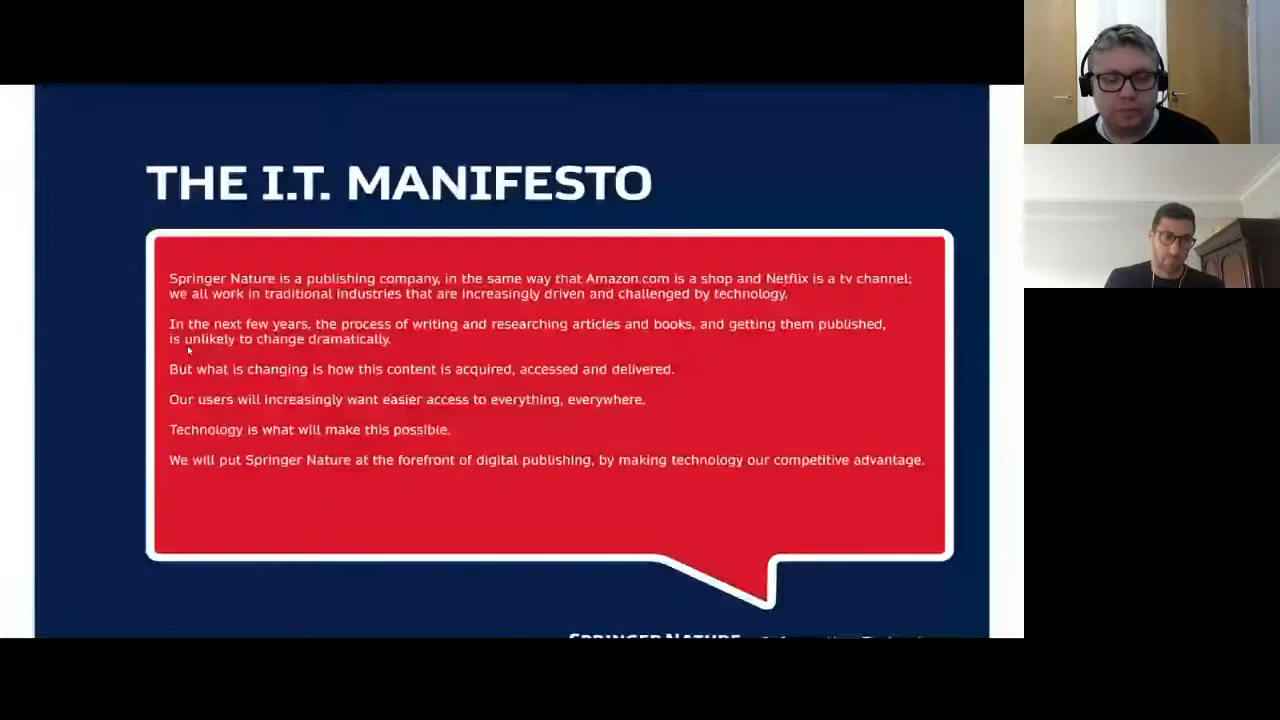 THE I.T. MANIFESTO
Springer Nature is a publishing company, in the same way that Amazon.com is a shop and Netflix is a tv channel;
we all work in traditional industries that are increasingly driven and challenged by technology.
In the next few years, the process of writing and researching articles and books, and getting them published,
is unlikely to change dramatically.
But what is changing is how this content is acquired, accessed and delivered.
Our users will increasingly want easier access to everything, everywhere.
Technology is what will make this possible.
We will put Springer Nature at the forefront of digital publishing, by making technology our competitive advantage.
SPRINGER NATURE